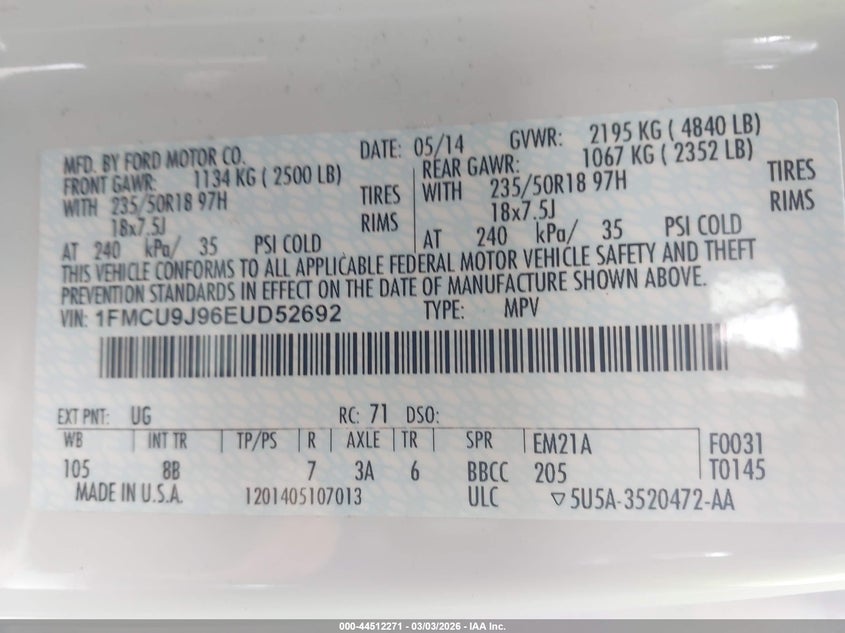 MFD. BY FORD MOTOR CO. DATE: 05/14 GVWR: 2195 KG ( 4840 LB)
FRONT GAWR: 1134 KG ( 2500 LB) REAR GAWR: 1067 KG ( 2352 LB)
WITH 235/50R18 97H TIRES WITH 235/50R18 97H TIRES
18x7.5J RIMS 18x7.5J RIMS
AT 240 kPa/ 35 PSI COLD AT 240 kPa/ 35 PSI COLD
THIS VEHICLE CONFORMS TO ALL APPLICABLE FEDERAL MOTOR VEHICLE SAFETY AND THEFT
PREVENTION STANDARDS IN EFFECT ON THE DATE OF MANUFACTURE SHOWN ABOVE.
VIN: 1FMCU9J96EUD52692 TYPE: MPV
EXT PNT: UG RC: 71 DSO:
WB INT TR TP/PS R AXLE TR SPR EM21A F0031
105 8B 7 3A 6 BBCC 205 T0145
MADE IN U.S.A. 1201405107013 ULC ▽5U5A-3520472-AA
000-44512271 - 03/03/2026 - IAA Inc.